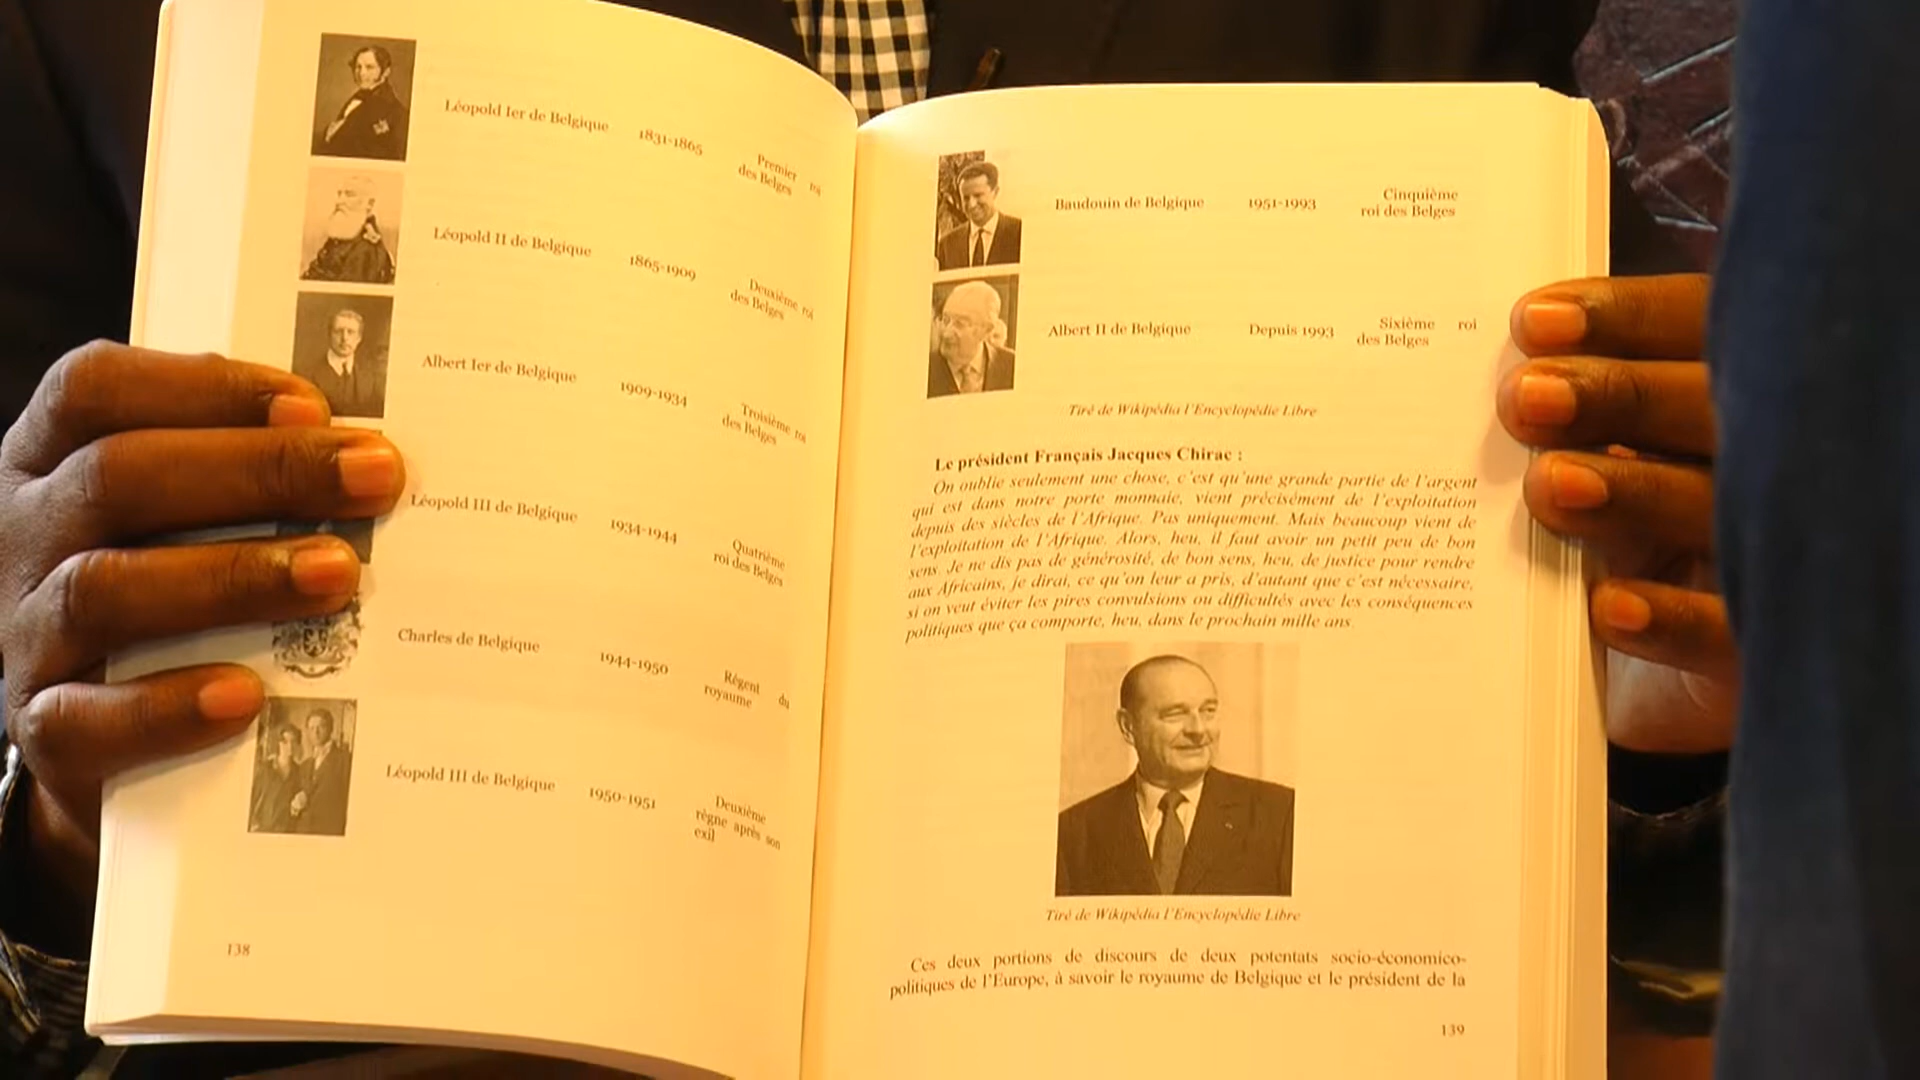 Léopold Ier de Belgique 1831-1865 Premier roi
des Belges
Léopold II de Belgique 1865-1909 Deuxième roi
des Belges
Albert Ier de Belgique 1909-1934 Troisième roi
des Belges
Léopold III de Belgique 1934-1944 Quatrième
roi des Belges
Charles de Belgique 1944-1950 Régent du
royaume
Léopold III de Belgique 1950-1951 Deuxième
règne après son
exil
138
Baudouin de Belgique 1951-1993 Cinquième
roi des Belges
Albert II de Belgique Depuis 1993 Sixième roi
des Belges
Tiré de Wikipédia l'Encyclopédie Libre
Le président Français Jacques Chirac :
On oublie seulement une chose, c'est qu'une grande partie de l'argent
qui est dans notre porte monnaie, vient précisément de l'exploitation
depuis des siècles de l'Afrique. Pas uniquement. Mais beaucoup vient de
l'exploitation de l'Afrique. Alors, heu, il faut avoir un petit peu de bon
sens. Je ne dis pas de générosité, de bon sens, heu, de justice pour rendre
aux Africains, je dirai, ce qu'on leur a pris, d'autant que c'est nécessaire,
si on veut éviter les pires convulsions ou difficultés avec les conséquences
politiques que ça comporte, heu, dans le prochain mille ans.
Tiré de Wikipédia l'Encyclopédie Libre
Ces deux portions de discours de deux potentats socio-économico-
politiques de l'Europe, à savoir le royaume de Belgique et le président de la
139